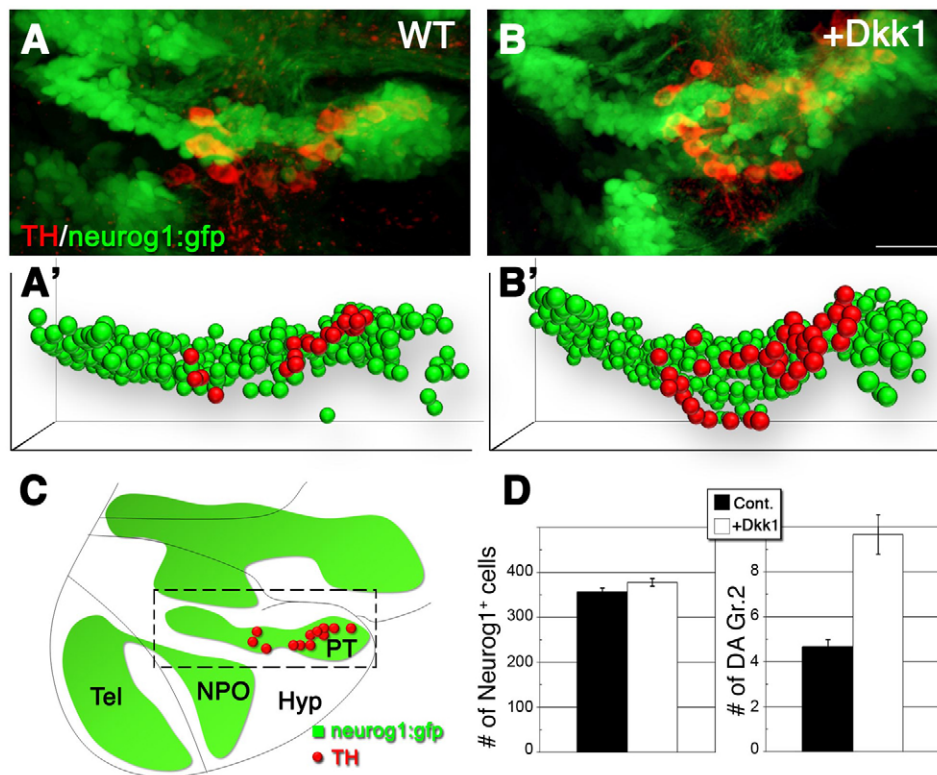 A WT
TH/neurog1:gfp
B +Dkk1
A'
B'
C
Tel
NPO
Hyp
PT
neurog1:gfp
TH
D
Cont.
+Dkk1
# of Neurog1⁺ cells
400
300
200
100
0
# of DA Gr.2
8
6
4
2
0